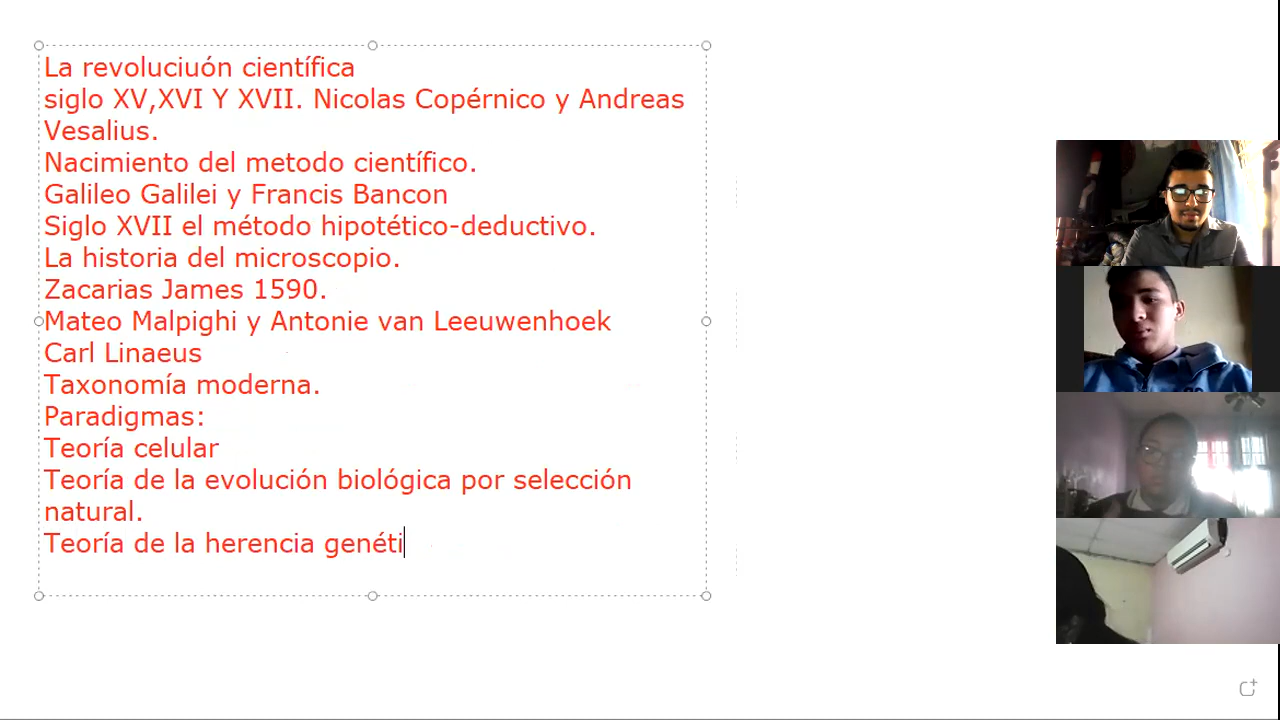 La revoluciuón científica
siglo XV,XVI Y XVII. Nicolas Copérnico y Andreas
Vesalius.
Nacimiento del metodo científico.
Galileo Galilei y Francis Bancon
Siglo XVII el método hipotético-deductivo.
La historia del microscopio.
Zacarias James 1590.
Mateo Malpighi y Antonie van Leeuwenhoek
Carl Linaeus
Taxonomía moderna.
Paradigmas:
Teoría celular
Teoría de la evolución biológica por selección
natural.
Teoría de la herencia genéti